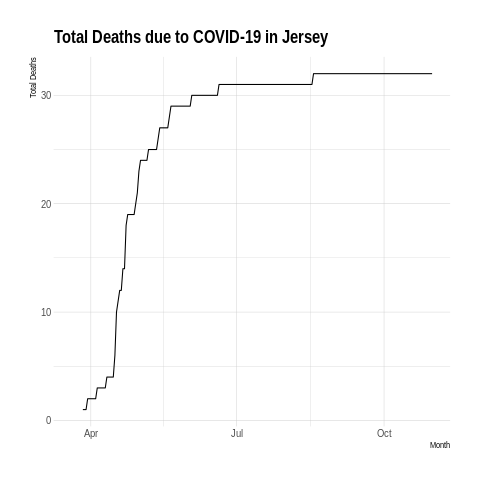 Total Deaths due to COVID-19 in Jersey
Total Deaths
30
20
10
0
Apr
Jul
Oct
Month